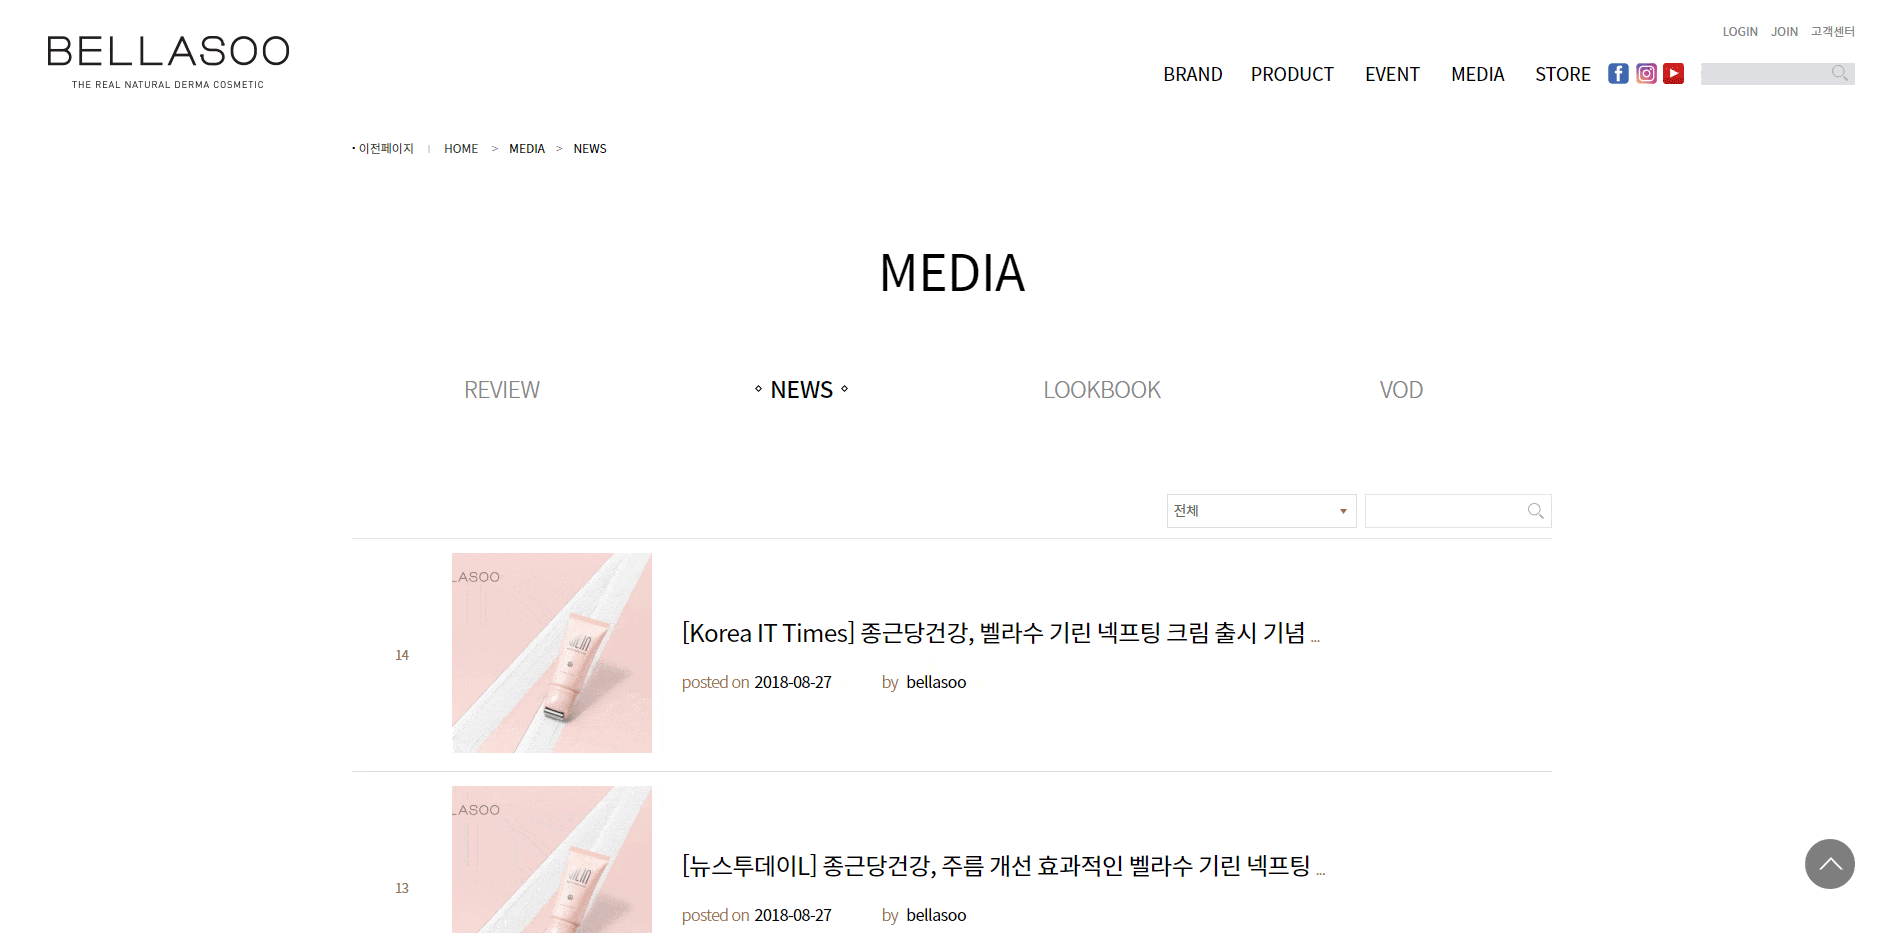 LOGIN JOIN 고객센터
BELLASOO
THE REAL NATURAL DERMA COSMETIC
BRAND PRODUCT EVENT MEDIA STORE
· 이전페이지 | HOME > MEDIA > NEWS
MEDIA
REVIEW ⋄ NEWS ⋄ LOOKBOOK VOD
전체
LASOO
[Korea IT Times] 종근당건강, 벨라수 기린 넥프팅 크림 출시 기념 ...
14
posted on 2018-08-27 by bellasoo
LASOO
[뉴스투데이L] 종근당건강, 주름 개선 효과적인 벨라수 기린 넥프팅 ...
13
posted on 2018-08-27 by bellasoo